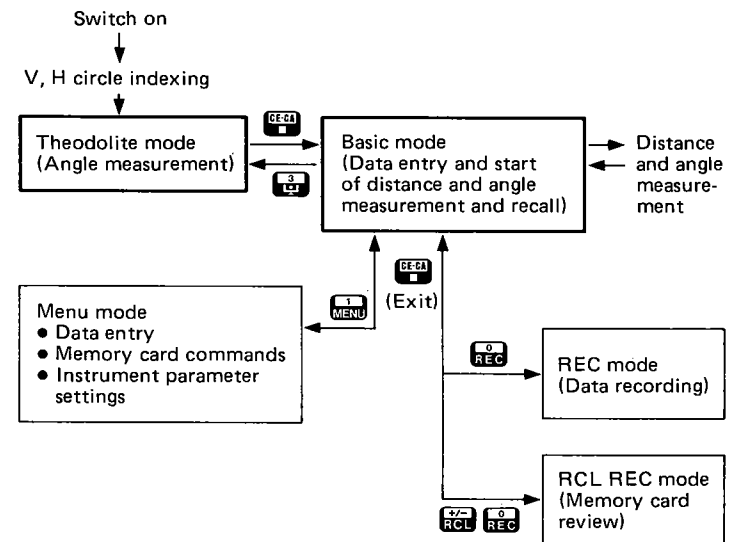 Switch on
V, H circle indexing
Theodolite mode
(Angle measurement)
CE-CA
3
Basic mode
(Data entry and start
of distance and angle
measurement and recall)
Distance
and angle
measure-
ment
CE-CA
(Exit)
1
MENU
Menu mode
● Data entry
● Memory card commands
● Instrument parameter
settings
0
REC
REC mode
(Data recording)
+/-
RCL
0
REC
RCL REC mode
(Memory card
review)